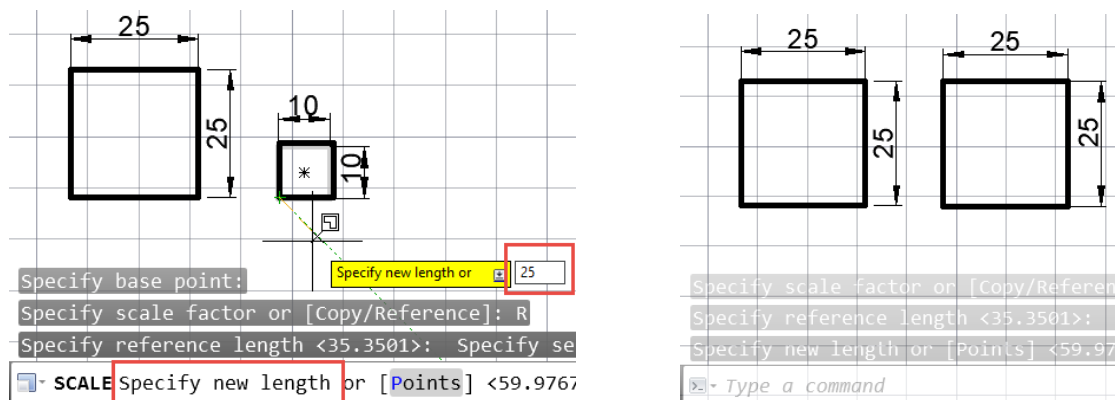 25
25
10
10
Specify new length or 25
Specify base point:
Specify scale factor or [Copy/Reference]: R
Specify reference length <35.3501>: Specify se
SCALE Specify new length or [Points] <59.9767
25
25
25
25
Specify scale factor or [Copy/Referen
Specify reference length <35.3501>:
Specify new length or [Points] <59.97
Type a command